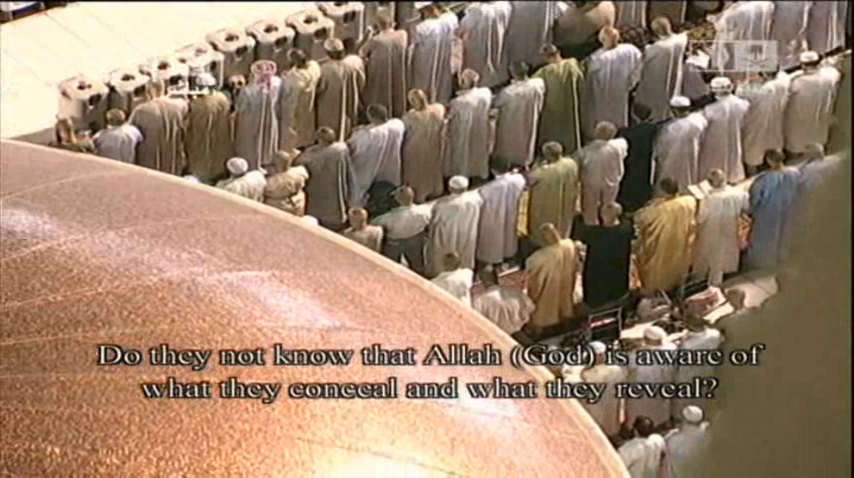 Do they not know that Allah (God) is aware of
what they conceal and what they reveal?